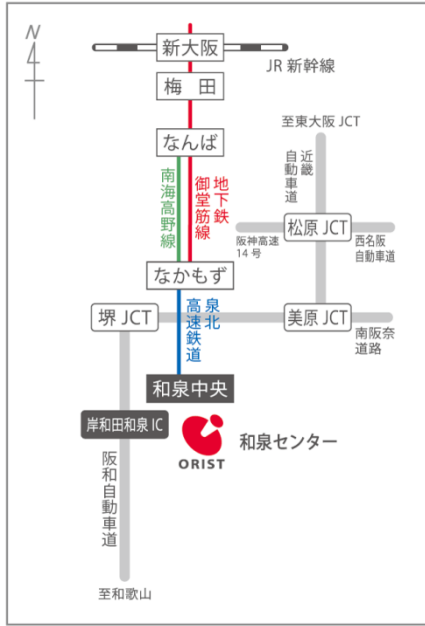 N
新大阪
JR 新幹線
梅 田
至東大阪 JCT
なんば
近畿
自動車道
南海高野線
地下鉄
御堂筋線
松原 JCT
阪神高速
14 号
西名阪
自動車道
なかもず
堺 JCT
泉北
高速鉄道
美原 JCT
南阪奈
道路
和泉中央
岸和田和泉 IC
ORIST
和泉センター
阪和自動車道
至和歌山